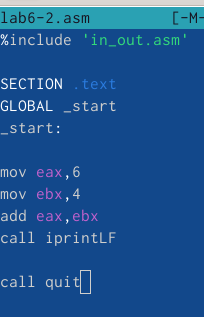 lab6-2.asm [-M-
%include 'in_out.asm'
SECTION .text
GLOBAL _start
_start:
mov eax,6
mov ebx,4
add eax,ebx
call iprintLF
call quit